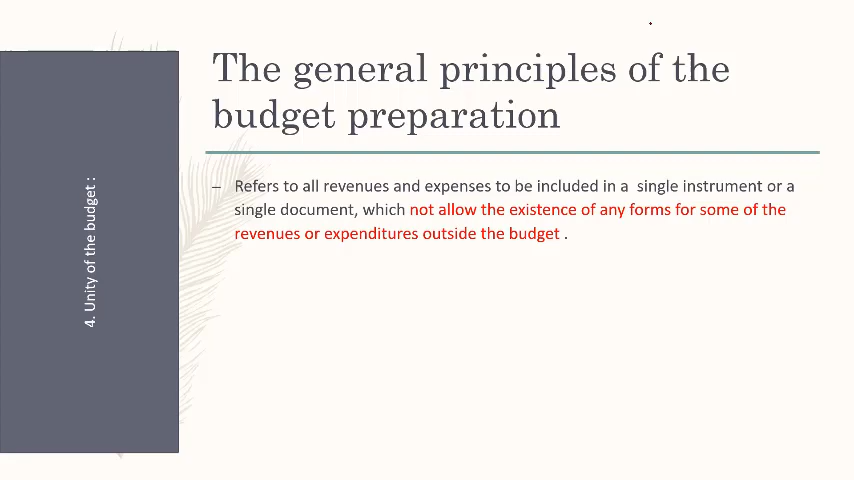 The general principles of the
budget preparation
4. Unity of the budget :
– Refers to all revenues and expenses to be included in a single instrument or a
single document, which not allow the existence of any forms for some of the
revenues or expenditures outside the budget .